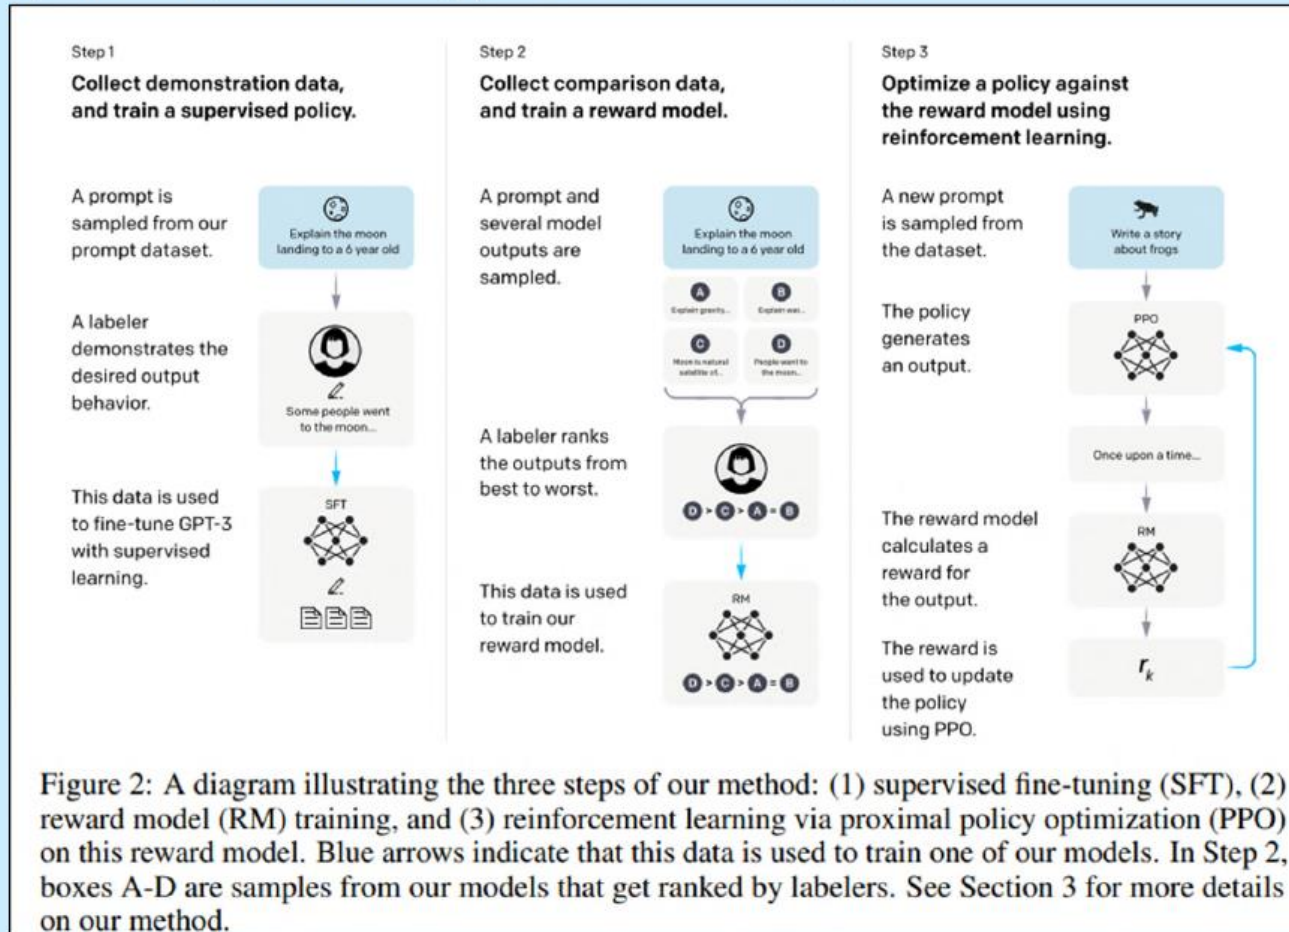 Step 1
Collect demonstration data,
and train a supervised policy.
A prompt is
sampled from our
prompt dataset.
Explain the moon
landing to a 6 year old
A labeler
demonstrates the
desired output
behavior.
Some people went
to the moon...
This data is used
to fine-tune GPT-3
with supervised
learning.
SFT
Step 2
Collect comparison data,
and train a reward model.
A prompt and
several model
outputs are
sampled.
Explain the moon
landing to a 6 year old
A
Explain gravity...
B
Explain war...
C
Moon is natural
satellite of...
D
People went to
the moon...
A labeler ranks
the outputs from
best to worst.
D > C > A = B
This data is used
to train our
reward model.
RM
D > C > A = B
Step 3
Optimize a policy against
the reward model using
reinforcement learning.
A new prompt
is sampled from
the dataset.
Write a story
about frogs
The policy
generates
an output.
PPO
Once upon a time...
The reward model
calculates a
reward for
the output.
RM
The reward is
used to update
the policy
using PPO.
rk
Figure 2: A diagram illustrating the three steps of our method: (1) supervised fine-tuning (SFT), (2)
reward model (RM) training, and (3) reinforcement learning via proximal policy optimization (PPO)
on this reward model. Blue arrows indicate that this data is used to train one of our models. In Step 2,
boxes A-D are samples from our models that get ranked by labelers. See Section 3 for more details
on our method.